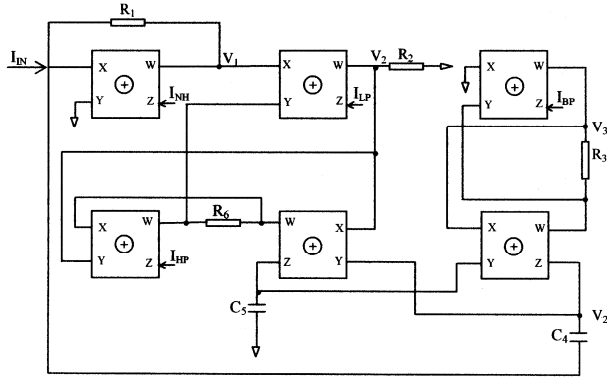 R1
IIN
X W V1 X W V2 R2 X W
Y Z INH Y Z ILP Y Z IBP
V3
R3
X W R6 W X X W
Y Z IHP Z Y Y Z
C5 V2
C4